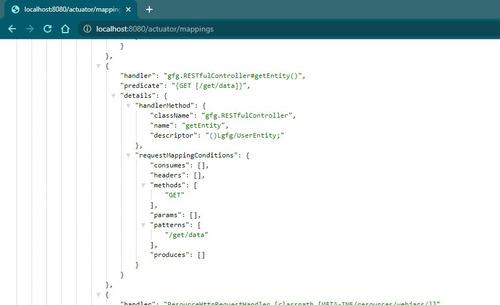 localhost:8080/actuator/mapping
localhost:8080/actuator/mappings
}
},
{
"handler": "gfg.RESTfulController#getEntity()",
"predicate": "{GET [/get/data]}",
"details": {
"handlerMethod": {
"className": "gfg.RESTfulController",
"name": "getEntity",
"descriptor": "()Lgfg/UserEntity;"
},
"requestMappingConditions": {
"consumes": [],
"headers": [],
"methods": [
"GET"
],
"params": [],
"patterns": [
"/get/data"
],
"produces": []
}
}
},
{
"handler": "ResourceHttpRequestHandler [classpath [META-INF/resources/webjars/]]"